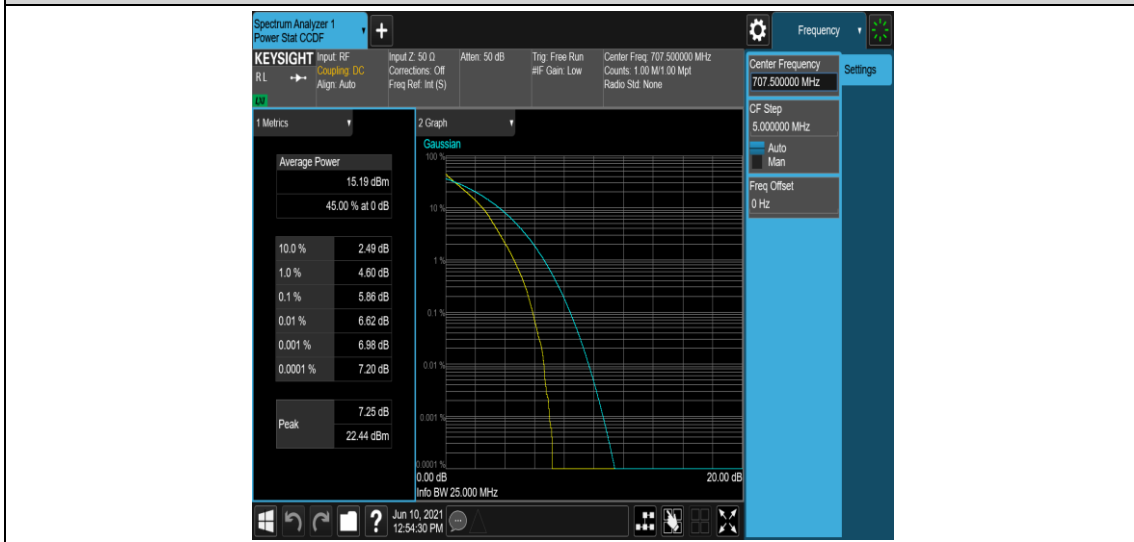 Spectrum Analyzer 1
Power Stat CCDF
+
Frequency
KEYSIGHT
RL
LXI
Input: RF
Coupling: DC
Align: Auto
Input Z: 50 Ω
Corrections: Off
Freq Ref: Int (S)
Atten: 50 dB
Trig: Free Run
#IF Gain: Low
Center Freq: 707.500000 MHz
Counts: 1.00 M/1.00 Mpt
Radio Std: None
Center Frequency
707.500000 MHz
Settings
CF Step
5.000000 MHz
Auto
Man
Freq Offset
0 Hz
1 Metrics
Average Power
15.19 dBm
45.00 % at 0 dB
10.0 % 2.49 dB
1.0 % 4.60 dB
0.1 % 5.86 dB
0.01 % 6.62 dB
0.001 % 6.98 dB
0.0001 % 7.20 dB
Peak
7.25 dB
22.44 dBm
2 Graph
Gaussian
100 %
10 %
1 %
0.1 %
0.01 %
0.001 %
0.0001 %
0.00 dB 20.00 dB
Info BW 25.000 MHz
?
Jun 10, 2021
12:54:30 PM